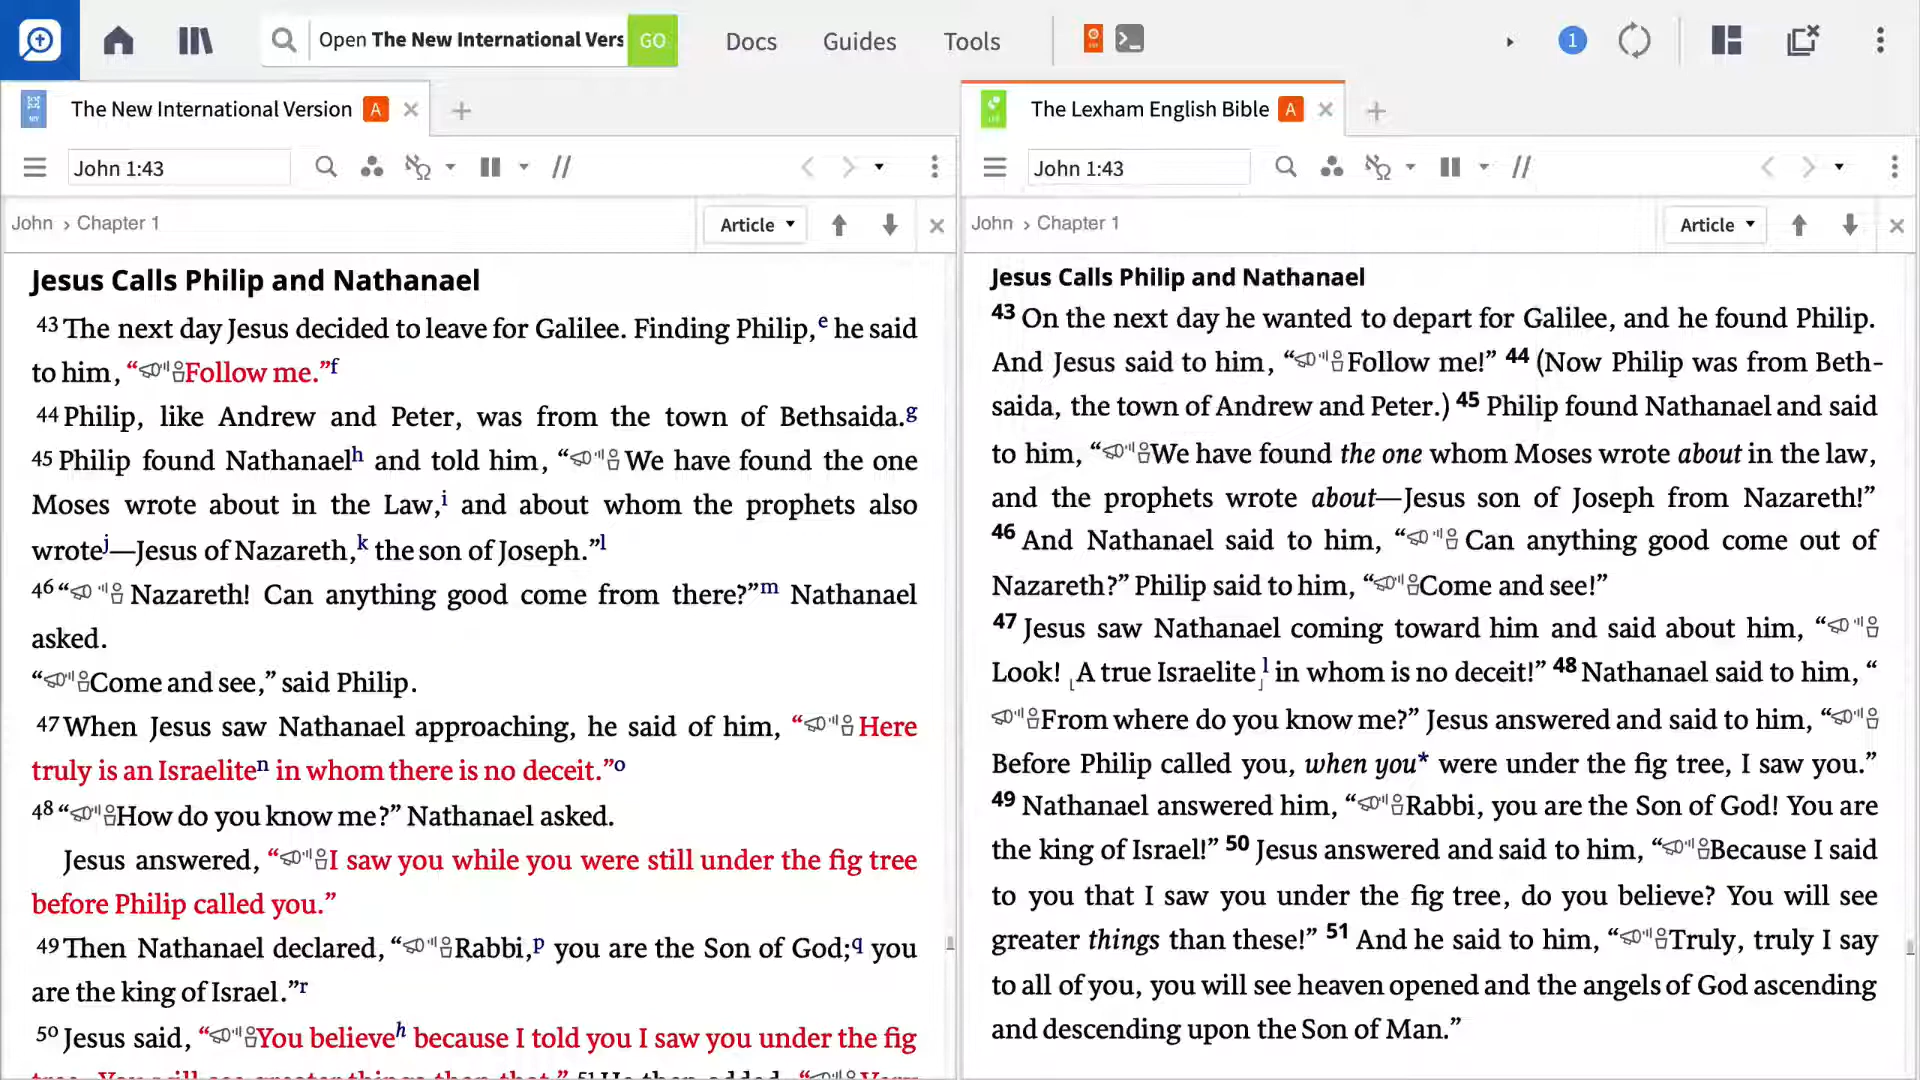 Open The New International Vers GO Docs Guides Tools 1
The New International Version A
John 1:43
John › Chapter 1 Article
Jesus Calls Philip and Nathanael
43 The next day Jesus decided to leave for Galilee. Finding Philip,e he said
to him, “Follow me.”f
44 Philip, like Andrew and Peter, was from the town of Bethsaida.g
45 Philip found Nathanaelh and told him, “We have found the one
Moses wrote about in the Law,i and about whom the prophets also
wrotej—Jesus of Nazareth,k the son of Joseph.”l
46 “Nazareth! Can anything good come from there?”m Nathanael
asked.
“Come and see,” said Philip.
47 When Jesus saw Nathanael approaching, he said of him, “Here
truly is an Israeliten in whom there is no deceit.”o
48 “How do you know me?” Nathanael asked.
Jesus answered, “I saw you while you were still under the fig tree
before Philip called you.”
49 Then Nathanael declared, “Rabbi,p you are the Son of God;q you
are the king of Israel.”r
50 Jesus said, “You believeh because I told you I saw you under the fig
tree. You will see greater things than that.” 51 He then added, “Very
The Lexham English Bible A
John 1:43
John › Chapter 1 Article
Jesus Calls Philip and Nathanael
43 On the next day he wanted to depart for Galilee, and he found Philip.
And Jesus said to him, “Follow me!” 44 (Now Philip was from Beth-
saida, the town of Andrew and Peter.) 45 Philip found Nathanael and said
to him, “We have found the one whom Moses wrote about in the law,
and the prophets wrote about—Jesus son of Joseph from Nazareth!”
46 And Nathanael said to him, “Can anything good come out of
Nazareth?” Philip said to him, “Come and see!”
47 Jesus saw Nathanael coming toward him and said about him, “
Look! ⌊A true Israelite⌋l in whom is no deceit!” 48 Nathanael said to him, “
From where do you know me?” Jesus answered and said to him, “
Before Philip called you, when you* were under the fig tree, I saw you.”
49 Nathanael answered him, “Rabbi, you are the Son of God! You are
the king of Israel!” 50 Jesus answered and said to him, “Because I said
to you that I saw you under the fig tree, do you believe? You will see
greater things than these!” 51 And he said to him, “Truly, truly I say
to all of you, you will see heaven opened and the angels of God ascending
and descending upon the Son of Man.”